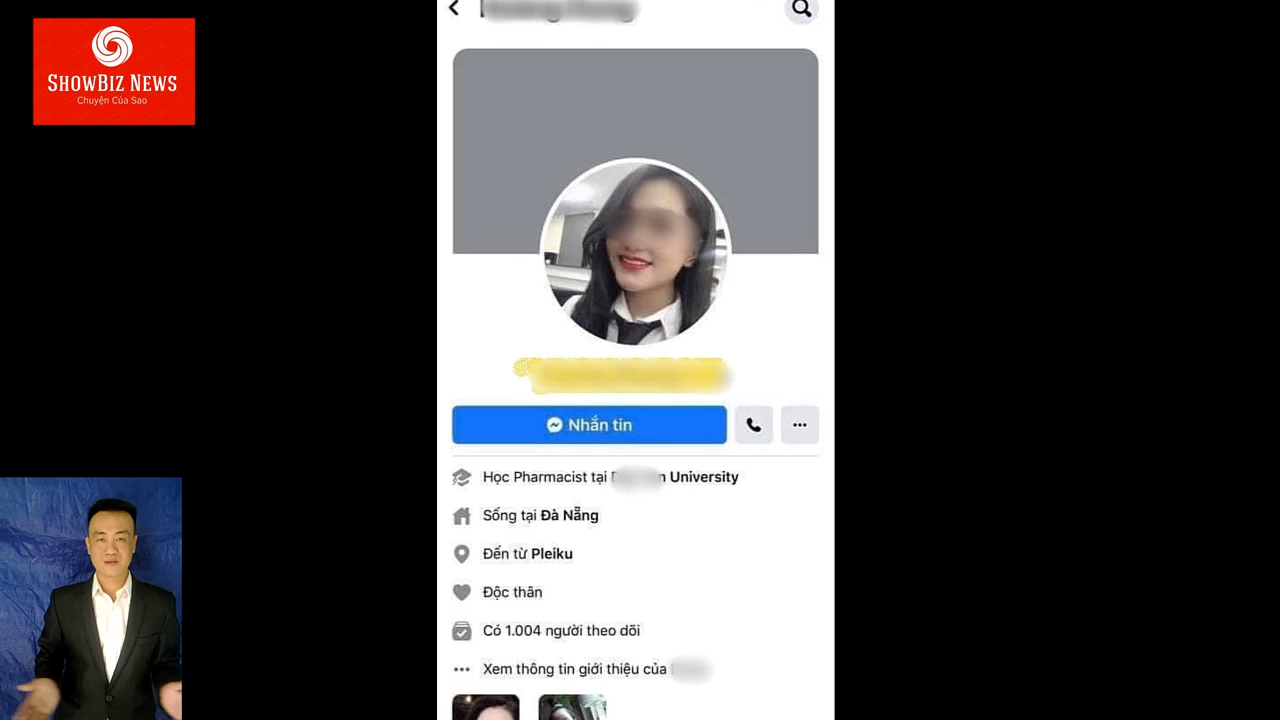 ShowBiz News
Chuyện Của Sao
Nhắn tin
Học Pharmacist tại University
Sống tại Đà Nẵng
Đến từ Pleiku
Độc thân
Có 1.004 người theo dõi
Xem thông tin giới thiệu của